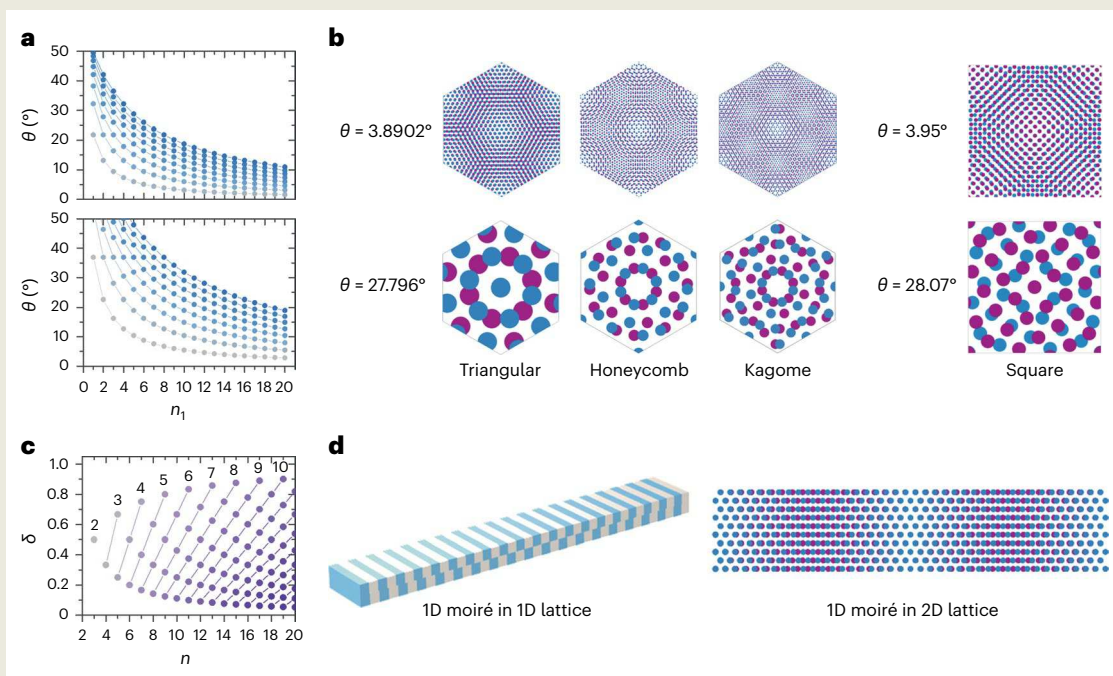 a
50
40
30
20
10
0
θ (°)
50
40
30
20
10
0
θ (°)
0 2 4 6 8 10 12 14 16 18 20
n1
b
θ = 3.8902°
θ = 3.95°
θ = 27.796°
θ = 28.07°
Triangular
Honeycomb
Kagome
Square
c
1.0
0.8
0.6
0.4
0.2
0
δ
2 3 4 5 6 7 8 9 10
2 4 6 8 10 12 14 16 18 20
n
d
1D moiré in 1D lattice
1D moiré in 2D lattice